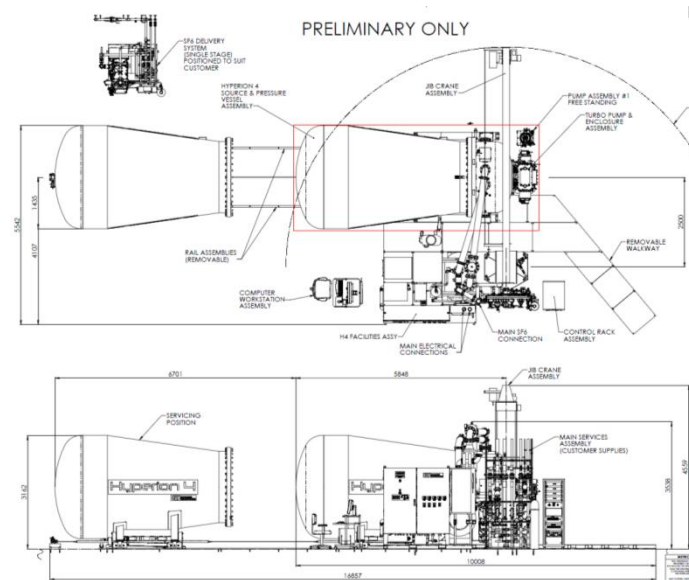 PRELIMINARY ONLY
SF6 DELIVERY
SYSTEM
(SINGLE STAGE)
POSITIONED TO SUIT
CUSTOMER
HYPERION 4
SOURCE & PRESSURE
VESSEL
ASSEMBLY
JIB CRANE
ASSEMBLY
PUMP ASSEMBLY #1
FREE STANDING
TURBO PUMP &
ENCLOSURE
ASSEMBLY
5542
1435
4107
2500
RAIL ASSEMBLIES
(REMOVABLE)
REMOVABLE
WALKWAY
COMPUTER
WORKSTATION
ASSEMBLY
H4 FACILITIES ASSY
MAIN ELECTRICAL
CONNECTIONS
MAIN SF6
CONNECTION
CONTROL RACK
ASSEMBLY
6701
5848
JIB CRANE
ASSEMBLY
SERVICING
POSITION
MAIN SERVICES
ASSEMBLY
(CUSTOMER SUPPLIES)
3162
Hyperion 4
Hyperion
3538
4559
10008
16857